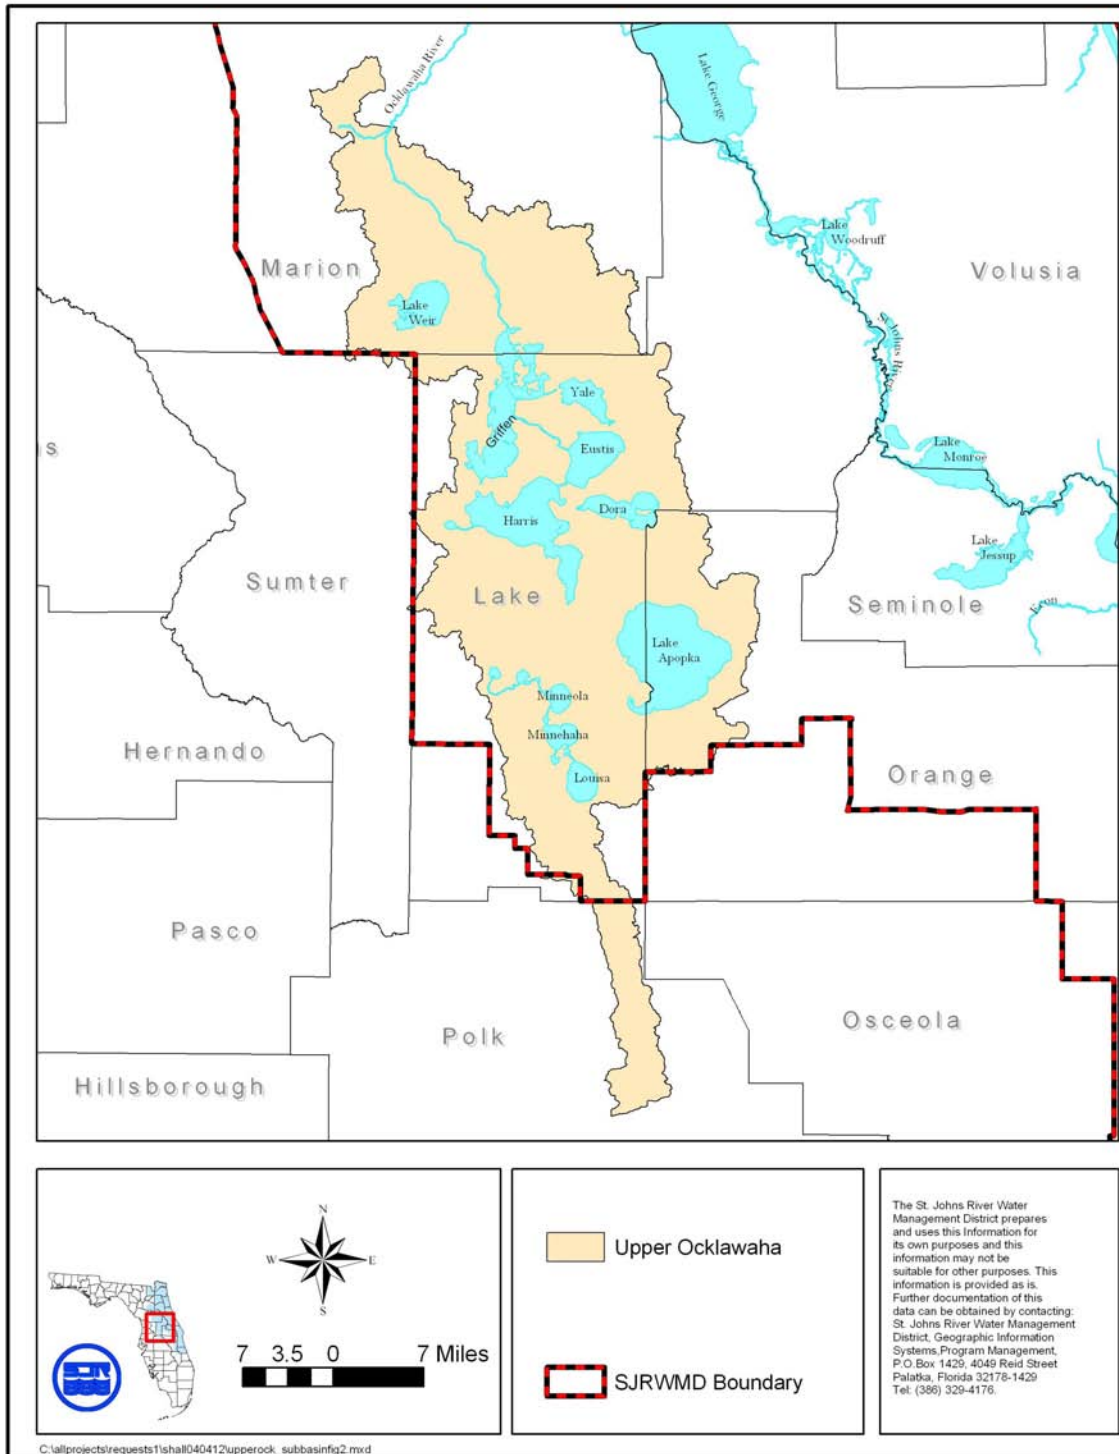 Ocklawaha River
Lake George
Lake
Woodruff
Marion
Volusia
Lake
Weir
St Johns River
Yale
Griffen
Eustis
Lake
Monroe
us
Harris
Dora
Lake
Jessup
Sumter
Lake
Seminole
Econ
Lake
Apopka
Minneola
Minnehaha
Hernando
Louisa
Orange
Pasco
Osceola
Polk
Hillsborough
N
W E
S
7 3.5 0 7 Miles
SJR
Upper Ocklawaha
SJRWMD Boundary
The St. Johns River Water
Management District prepares
and uses this Information for
its own purposes and this
information may not be
suitable for other purposes. This
information is provided as is.
Further documentation of this
data can be obtained by contacting:
St. Johns River Water Management
District, Geographic Information
Systems,Program Management,
P.O.Box 1429, 4049 Reid Street
Palatka, Florida 32178-1429
Tel: (386) 329-4176.
C:\allprojects\requests1\shall040412\upperock_subbasinfig2.mxd